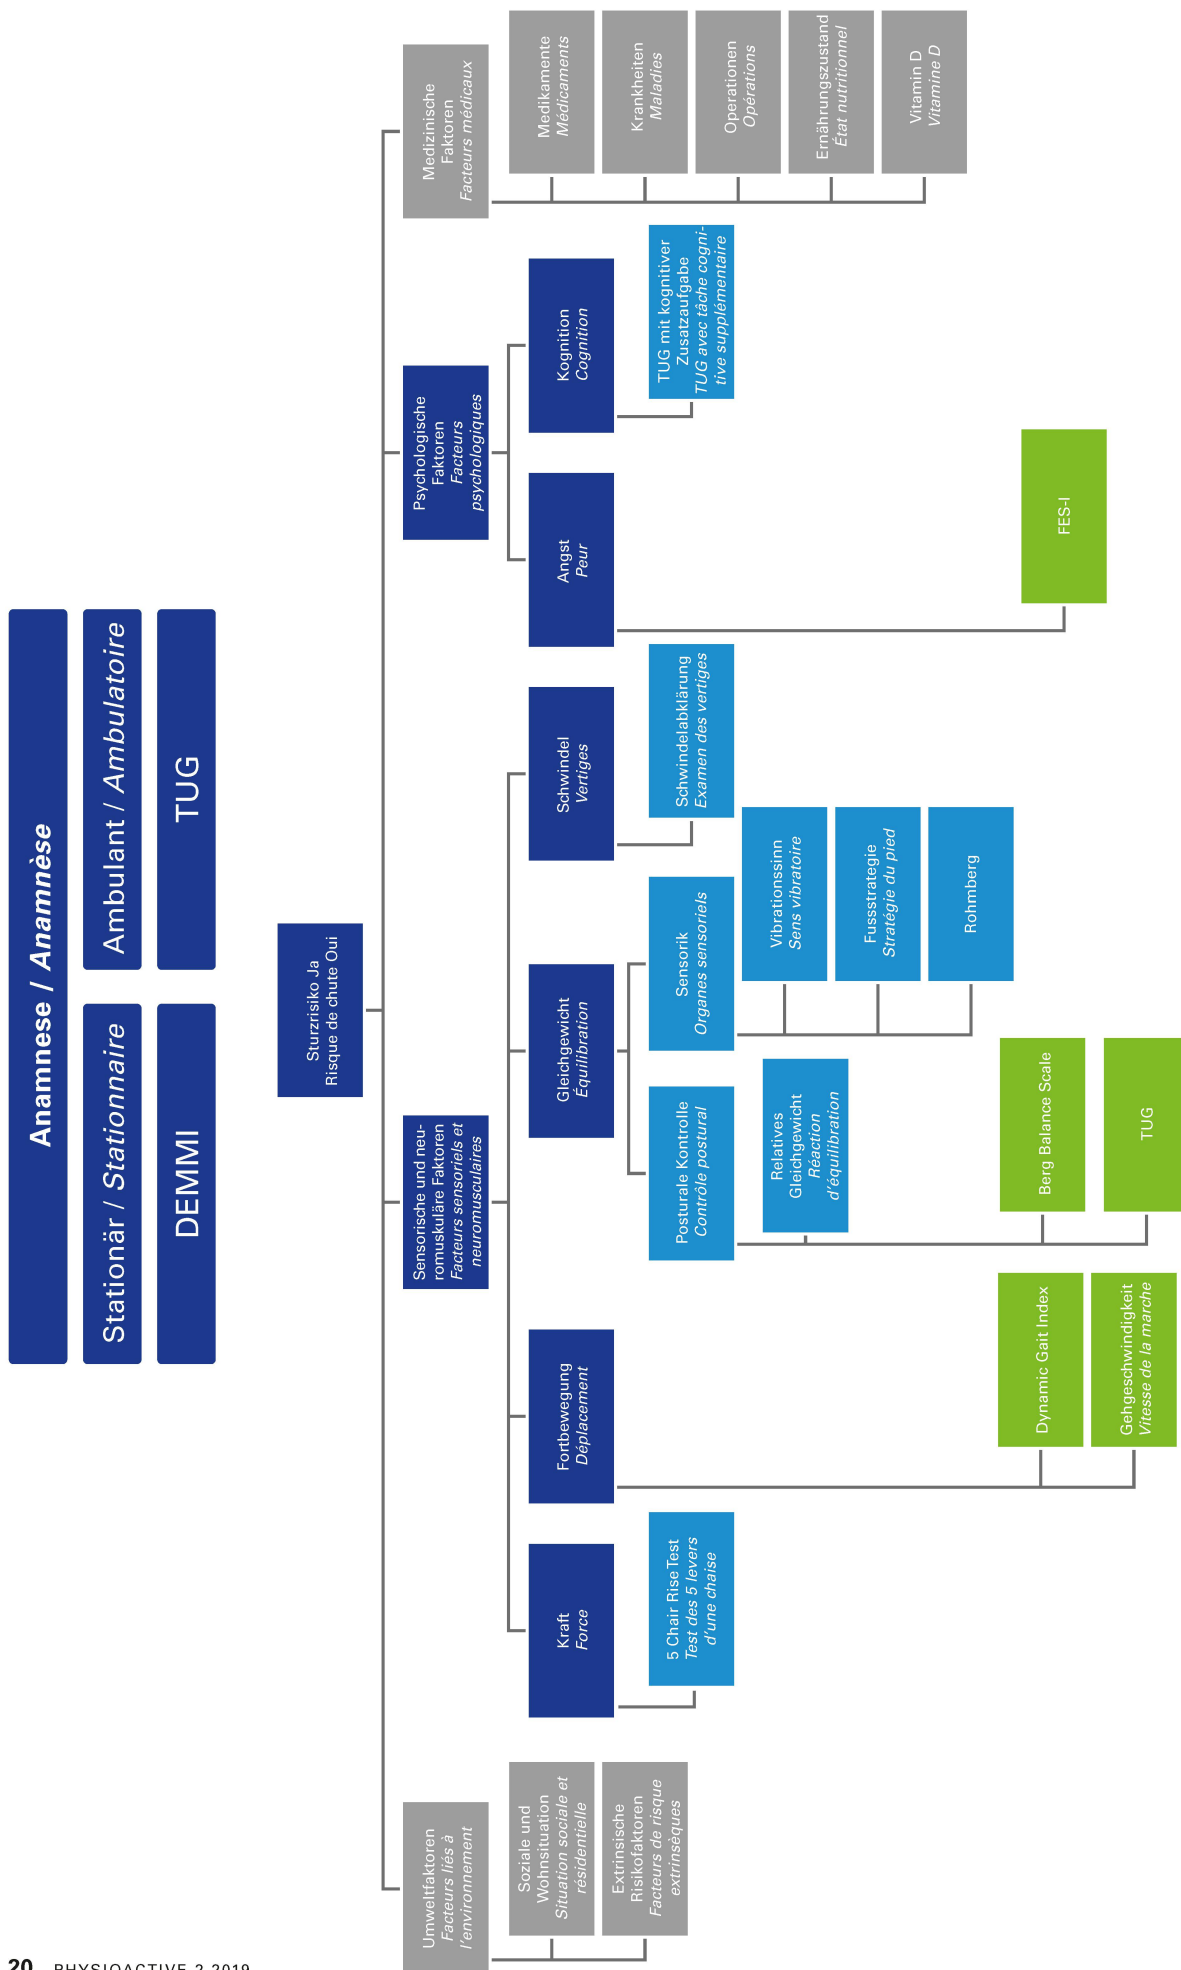 Anamnese / Anamnèse
Stationär / Stationnaire
Ambulant / Ambulatoire
DEMMI
TUG
Sturzrisiko Ja
Risque de chute Oui
Umweltfaktoren
Facteurs liés à
l'environnement
Soziale und
Wohnsituation
Situation sociale et
résidentielle
Extrinsische
Risikofaktoren
Facteurs de risque
extrinsèques
Sensorische und neu-
romuskuläre Faktoren
Facteurs sensoriels et
neuromusculaires
Kraft
Force
5 Chair Rise Test
Test des 5 levers
d'une chaise
Fortbewegung
Déplacement
Dynamic Gait Index
Gehgeschwindigkeit
Vitesse de la marche
Gleichgewicht
Équilibration
Posturale Kontrolle
Contrôle postural
Relatives
Gleichgewicht
Réaction
d'équilibration
Berg Balance Scale
TUG
Sensorik
Organes sensoriels
Vibrationssinn
Sens vibratoire
Fussstrategie
Stratégie du pied
Rohmberg
Schwindel
Vertiges
Schwindelabklärung
Examen des vertiges
Psychologische
Faktoren
Facteurs
psychologiques
Angst
Peur
FES-I
Kognition
Cognition
TUG mit kognitiver
Zusatzaufgabe
TUG avec tâche cogni-
tive supplémentaire
Medizinische
Faktoren
Facteurs médicaux
Medikamente
Médicaments
Krankheiten
Maladies
Operationen
Opérations
Ernährungszustand
État nutritionnel
Vitamin D
Vitamine D
20 PHYSIOACTIVE 2.2019